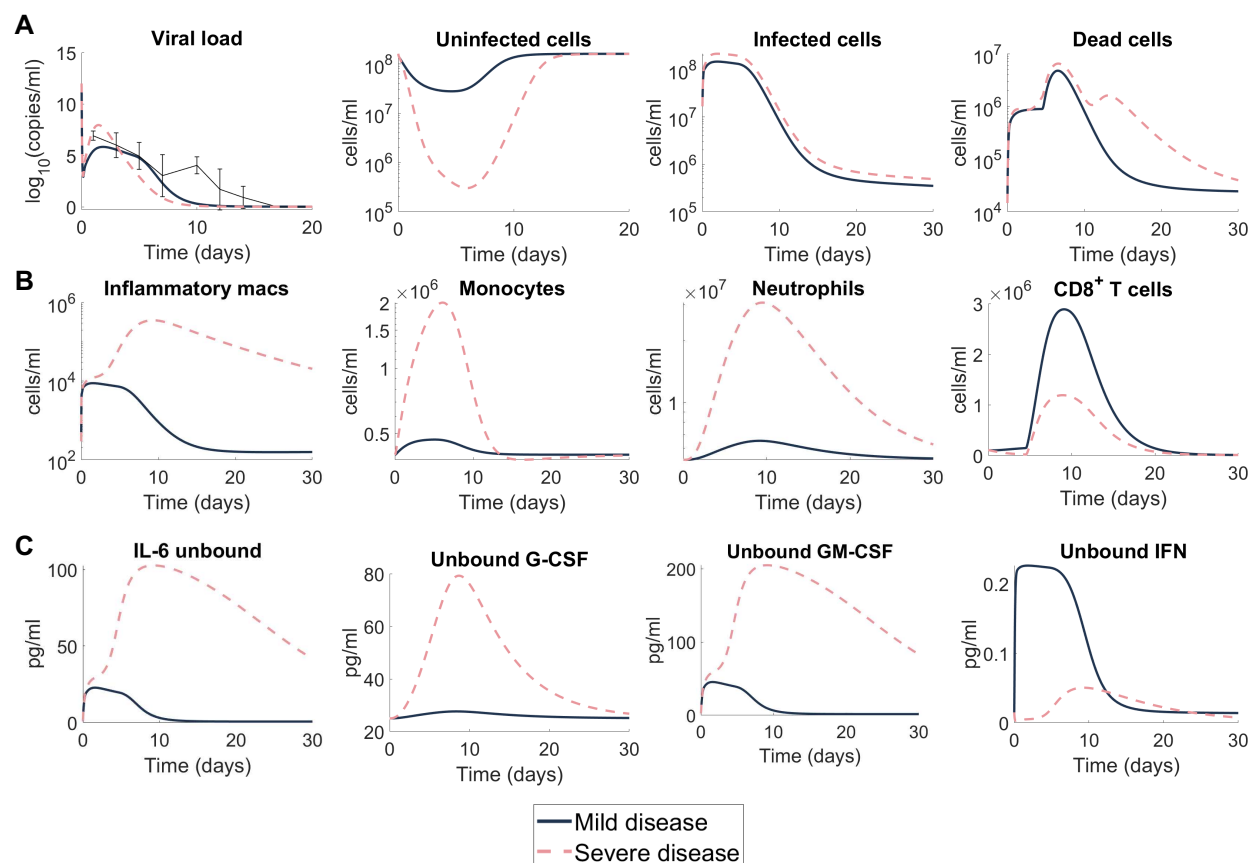 A
Viral load
log10(copies/ml)
15
10
5
0
0 10 20
Time (days)
Uninfected cells
cells/ml
10^8
10^7
10^6
10^5
0 10 20
Time (days)
Infected cells
cells/ml
10^8
10^7
10^6
10^5
0 10 20 30
Time (days)
Dead cells
cells/ml
10^7
10^6
10^5
10^4
0 10 20 30
Time (days)
B
Inflammatory macs
cells/ml
10^6
10^4
10^2
0 10 20 30
Time (days)
Monocytes
×10^6
cells/ml
2
1.5
1
0.5
0 10 20 30
Time (days)
Neutrophils
×10^7
cells/ml
1
0 10 20 30
Time (days)
CD8+ T cells
×10^6
cells/ml
3
2
1
0
0 10 20 30
Time (days)
C
IL-6 unbound
pg/ml
100
50
0
0 10 20 30
Time (days)
Unbound G-CSF
pg/ml
80
60
40
20
0 10 20 30
Time (days)
Unbound GM-CSF
pg/ml
200
100
0
0 10 20 30
Time (days)
Unbound IFN
pg/ml
0.2
0.1
0
0 10 20 30
Time (days)
Mild disease
Severe disease